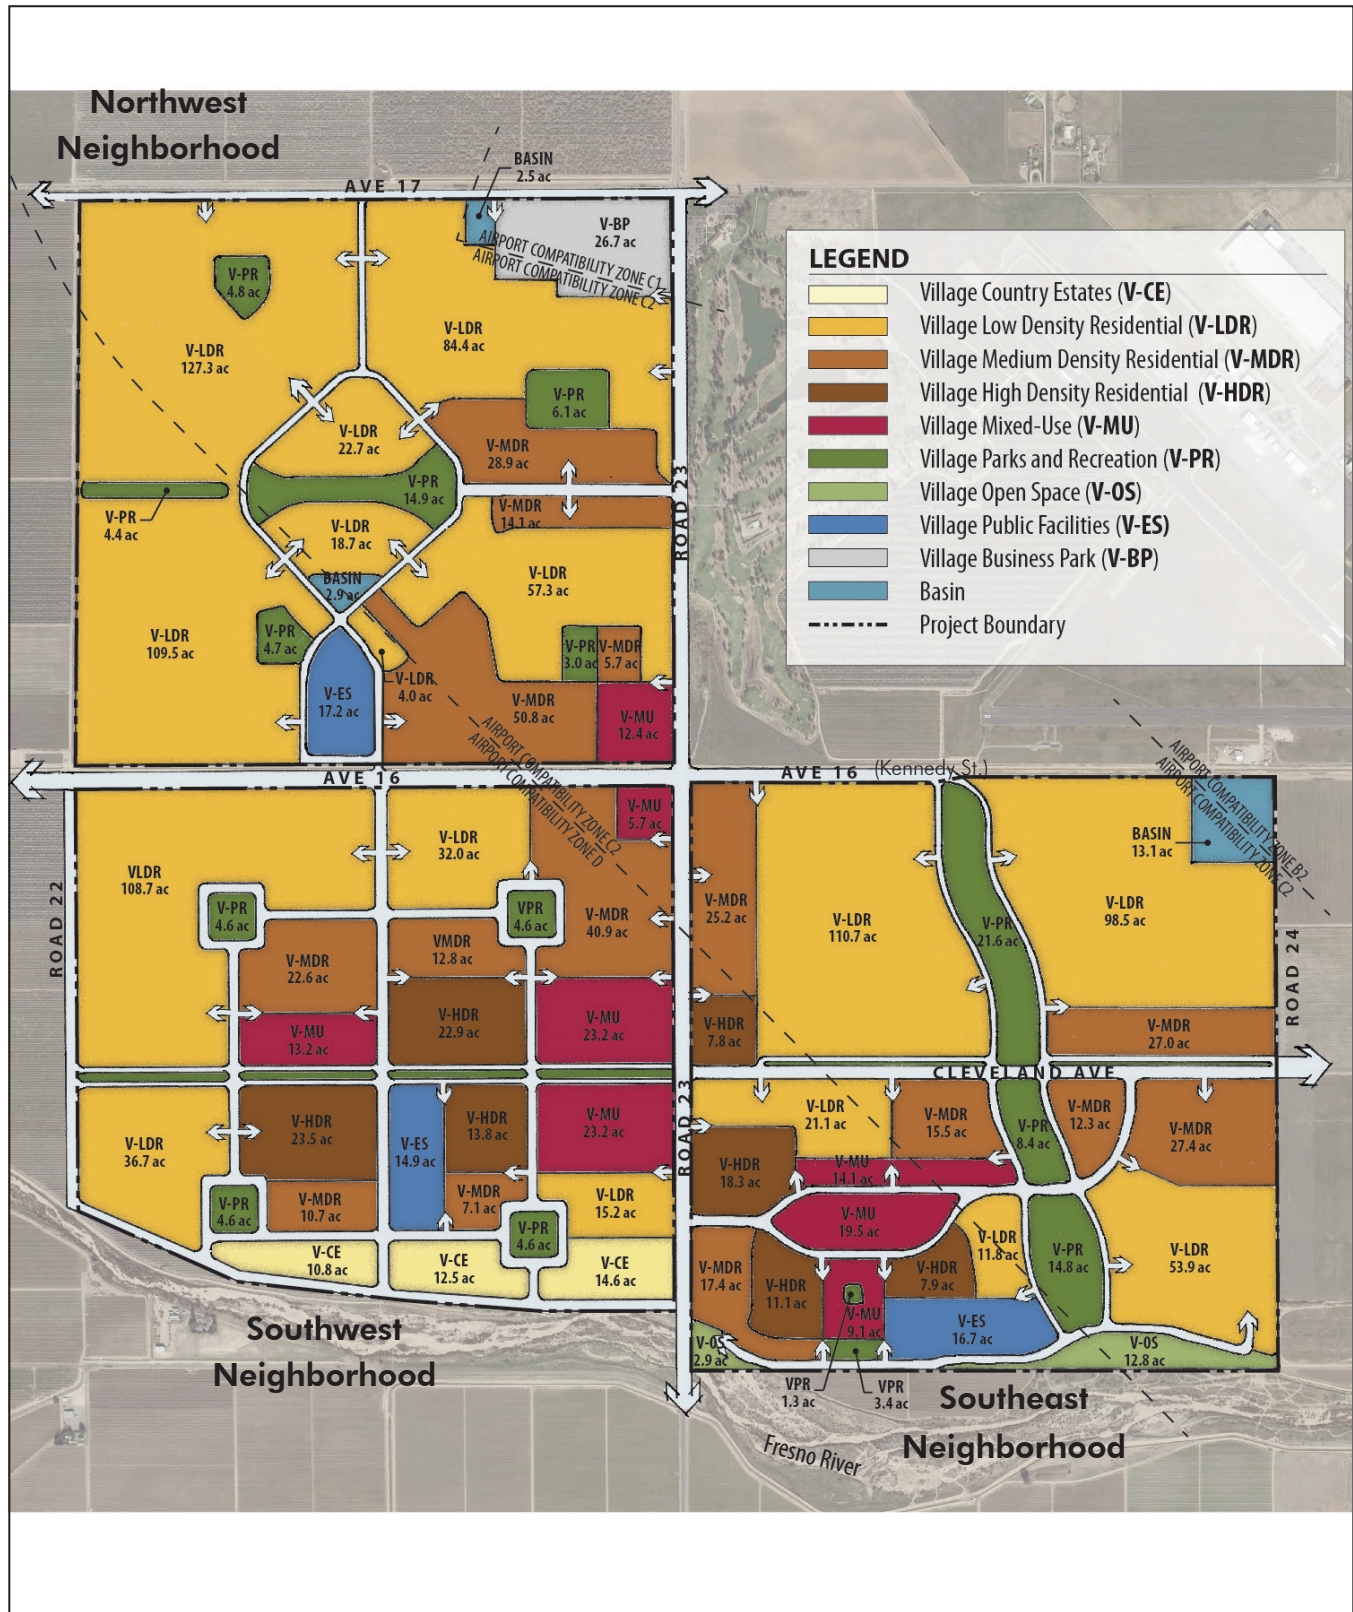 Northwest
Neighborhood
BASIN
2.5 ac
AVE 17
V-BP
26.7 ac
AIRPORT COMPATIBILITY ZONE C1
AIRPORT COMPATIBILITY ZONE C2
V-PR
4.8 ac
V-LDR
84.4 ac
V-LDR
127.3 ac
V-PR
6.1 ac
V-LDR
22.7 ac
V-MDR
28.9 ac
V-PR
14.9 ac
V-PR
4.4 ac
V-MDR
14.1 ac
ROAD 23
V-LDR
18.7 ac
V-LDR
57.3 ac
BASIN
2.9 ac
V-LDR
109.5 ac
V-PR
4.7 ac
V-PR
3.0 ac
V-MDR
5.7 ac
V-LDR
4.0 ac
V-ES
17.2 ac
V-MDR
50.8 ac
V-MU
12.4 ac
AIRPORT COMPATIBILITY ZONE C2
AIRPORT COMPATIBILITY ZONE D
LEGEND
Village Country Estates (V-CE)
Village Low Density Residential (V-LDR)
Village Medium Density Residential (V-MDR)
Village High Density Residential (V-HDR)
Village Mixed-Use (V-MU)
Village Parks and Recreation (V-PR)
Village Open Space (V-OS)
Village Public Facilities (V-ES)
Village Business Park (V-BP)
Basin
Project Boundary
AVE 16
AVE 16 (Kennedy St.)
AIRPORT COMPATIBILITY ZONE B2
AIRPORT COMPATIBILITY ZONE C2
ROAD 22
VLDR
108.7 ac
V-LDR
32.0 ac
V-MU
5.7 ac
V-PR
4.6 ac
VPR
4.6 ac
V-MDR
40.9 ac
V-MDR
22.6 ac
VMDR
12.8 ac
V-MU
13.2 ac
V-HDR
22.9 ac
V-MU
23.2 ac
V-LDR
36.7 ac
V-HDR
23.5 ac
V-ES
14.9 ac
V-HDR
13.8 ac
V-MU
23.2 ac
V-PR
4.6 ac
V-MDR
10.7 ac
V-MDR
7.1 ac
V-LDR
15.2 ac
V-PR
4.6 ac
V-CE
10.8 ac
V-CE
12.5 ac
V-CE
14.6 ac
Southwest
Neighborhood
ROAD 23
BASIN
13.1 ac
V-MDR
25.2 ac
V-LDR
110.7 ac
V-PR
21.6 ac
V-LDR
98.5 ac
ROAD 24
V-HDR
7.8 ac
V-MDR
27.0 ac
CLEVELAND AVE
V-LDR
21.1 ac
V-MDR
15.5 ac
V-PR
8.4 ac
V-MDR
12.3 ac
V-MDR
27.4 ac
V-HDR
18.3 ac
V-MU
14.1 ac
V-MU
19.5 ac
V-LDR
11.8 ac
V-PR
14.8 ac
V-LDR
53.9 ac
V-MDR
17.4 ac
V-HDR
11.1 ac
V-HDR
7.9 ac
V-MU
9.1 ac
V-ES
16.7 ac
V-OS
2.9 ac
V-OS
12.8 ac
VPR
1.3 ac
VPR
3.4 ac
Southeast
Neighborhood
Fresno River